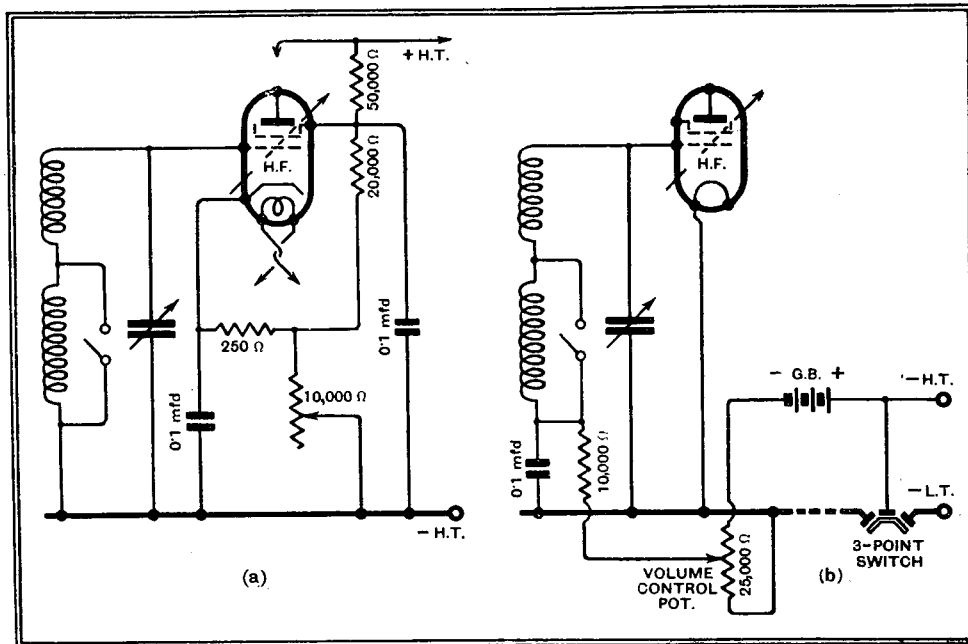 + H.T.
50,000 Ω
20,000 Ω
H.F.
250 Ω
10,000 Ω
0·1 mfd
0·1 mfd
- H.T.
(a)
H.F.
- G.B. +
- H.T.
0·1 mfd
10,000 Ω
- L.T.
3-POINT
SWITCH
VOLUME
CONTROL
POT.
25,000 Ω
(b)